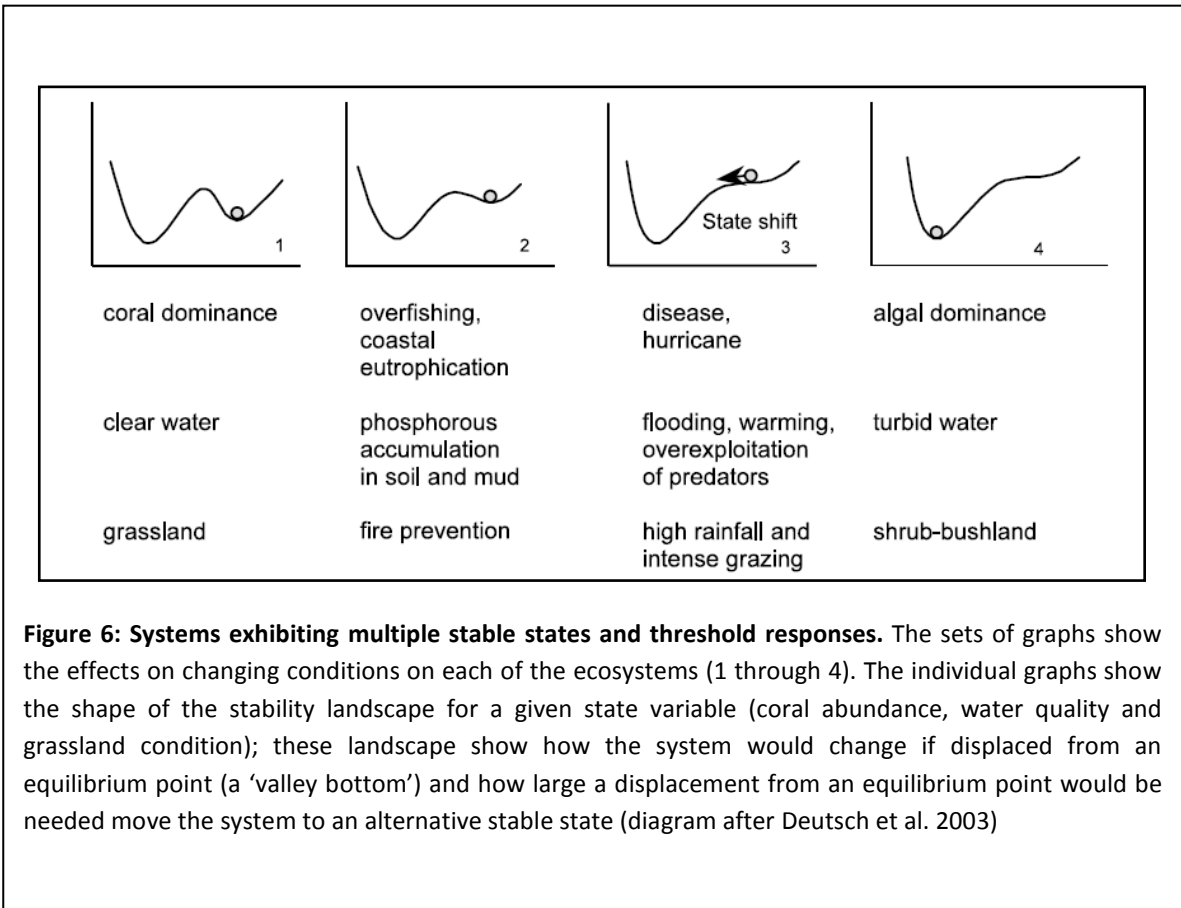 State shift
1
2
3
4
coral dominance
overfishing,
coastal
eutrophication
disease,
hurricane
algal dominance
clear water
phosphorous
accumulation
in soil and mud
flooding, warming,
overexploitation
of predators
turbid water
grassland
fire prevention
high rainfall and
intense grazing
shrub-bushland
Figure 6: Systems exhibiting multiple stable states and threshold responses. The sets of graphs show
the effects on changing conditions on each of the ecosystems (1 through 4). The individual graphs show
the shape of the stability landscape for a given state variable (coral abundance, water quality and
grassland condition); these landscape show how the system would change if displaced from an
equilibrium point (a ‘valley bottom’) and how large a displacement from an equilibrium point would be
needed move the system to an alternative stable state (diagram after Deutsch et al. 2003)